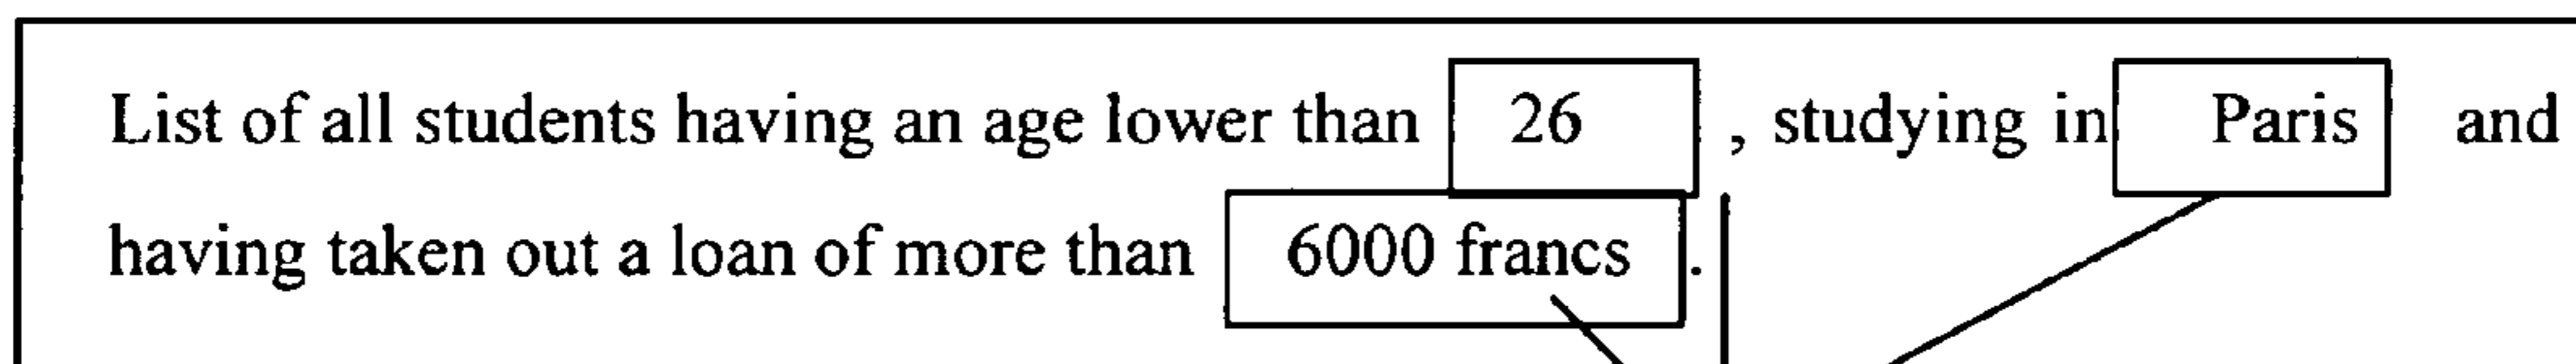 List of all students having an age lower than 26 , studying in Paris and
having taken out a loan of more than 6000 francs .